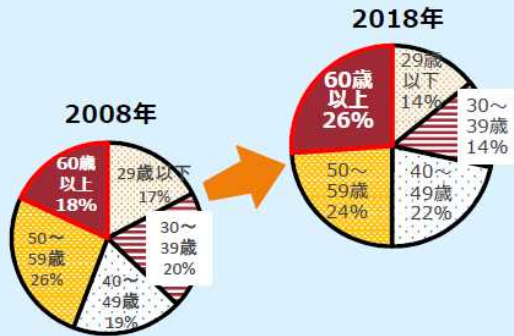 2008年
60歳
以上
18%
29歳以下
17%
30～
39歳
20%
40～
49歳
19%
50～
59歳
26%
2018年
60歳
以上
26%
29歳
以下
14%
30～
39歳
14%
40～
49歳
22%
50～
59歳
24%